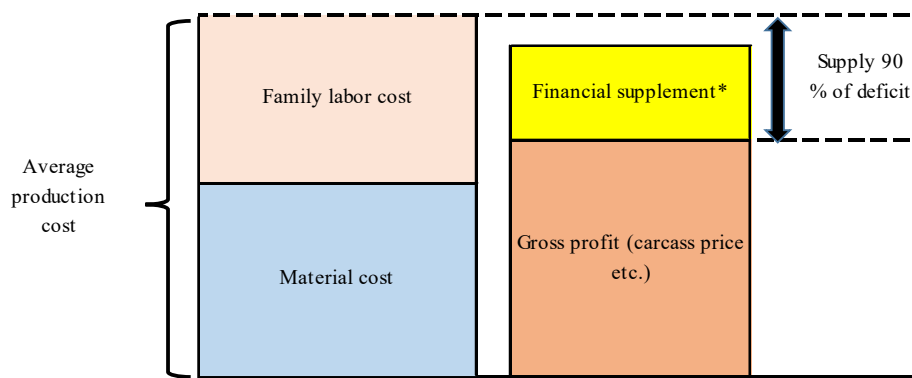 Average
production
cost
Family labor cost
Material cost
Financial supplement*
Gross profit (carcass price
etc.)
Supply 90
% of deficit